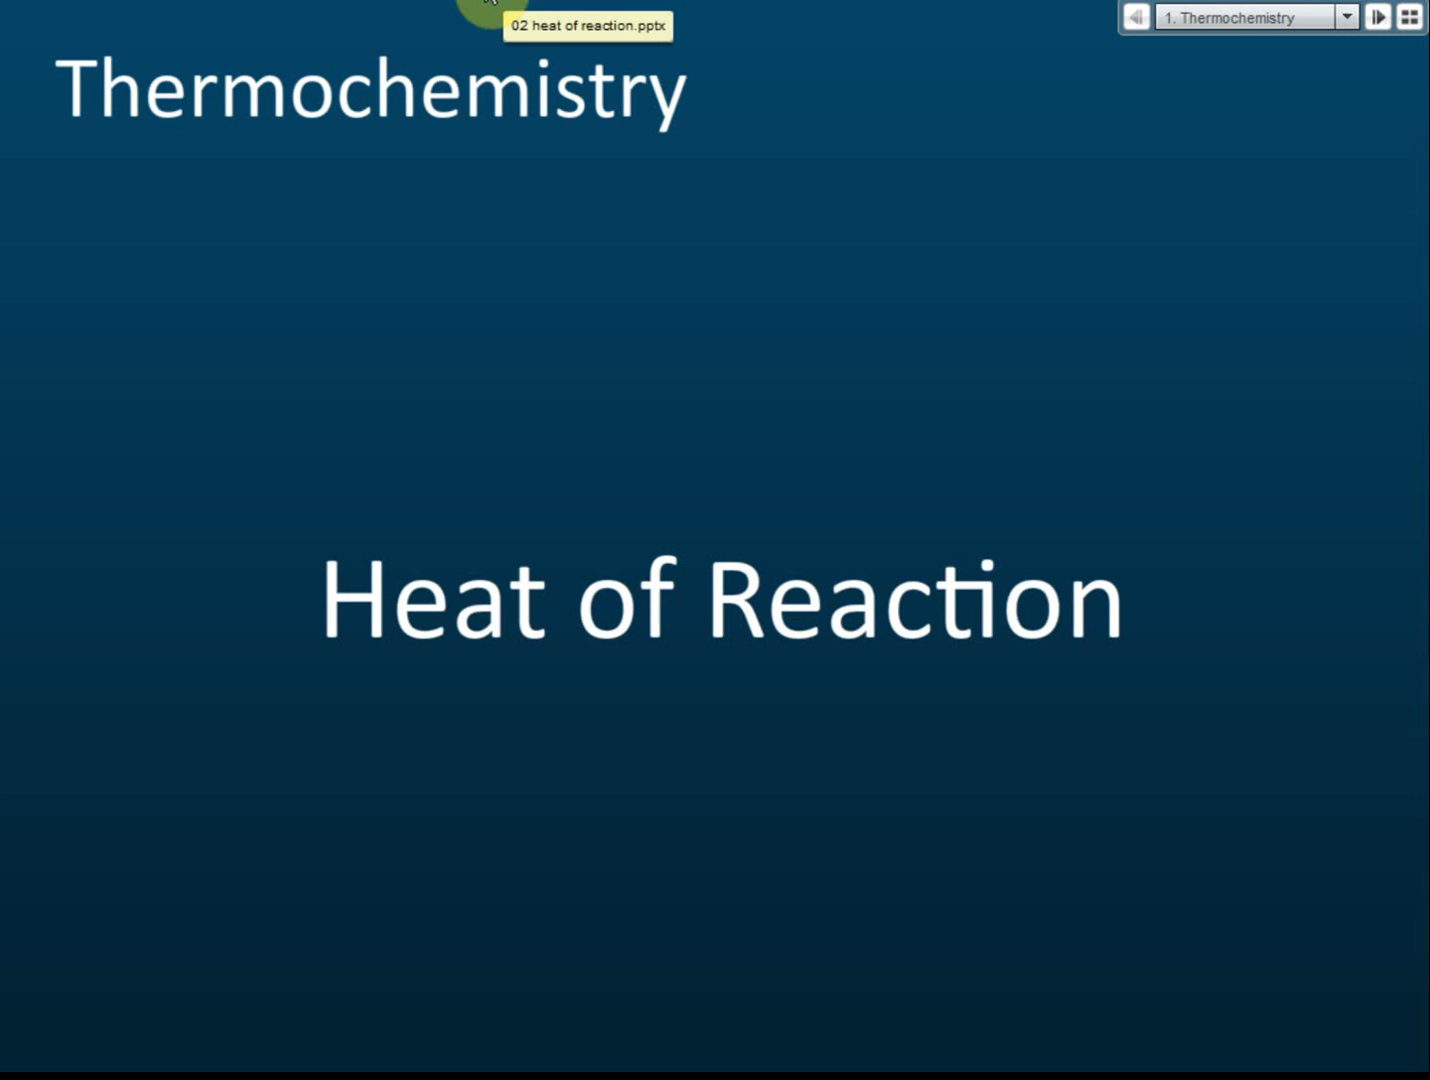 02 heat of reaction.pptx
1. Thermochemistry
Thermochemistry
Heat of Reaction